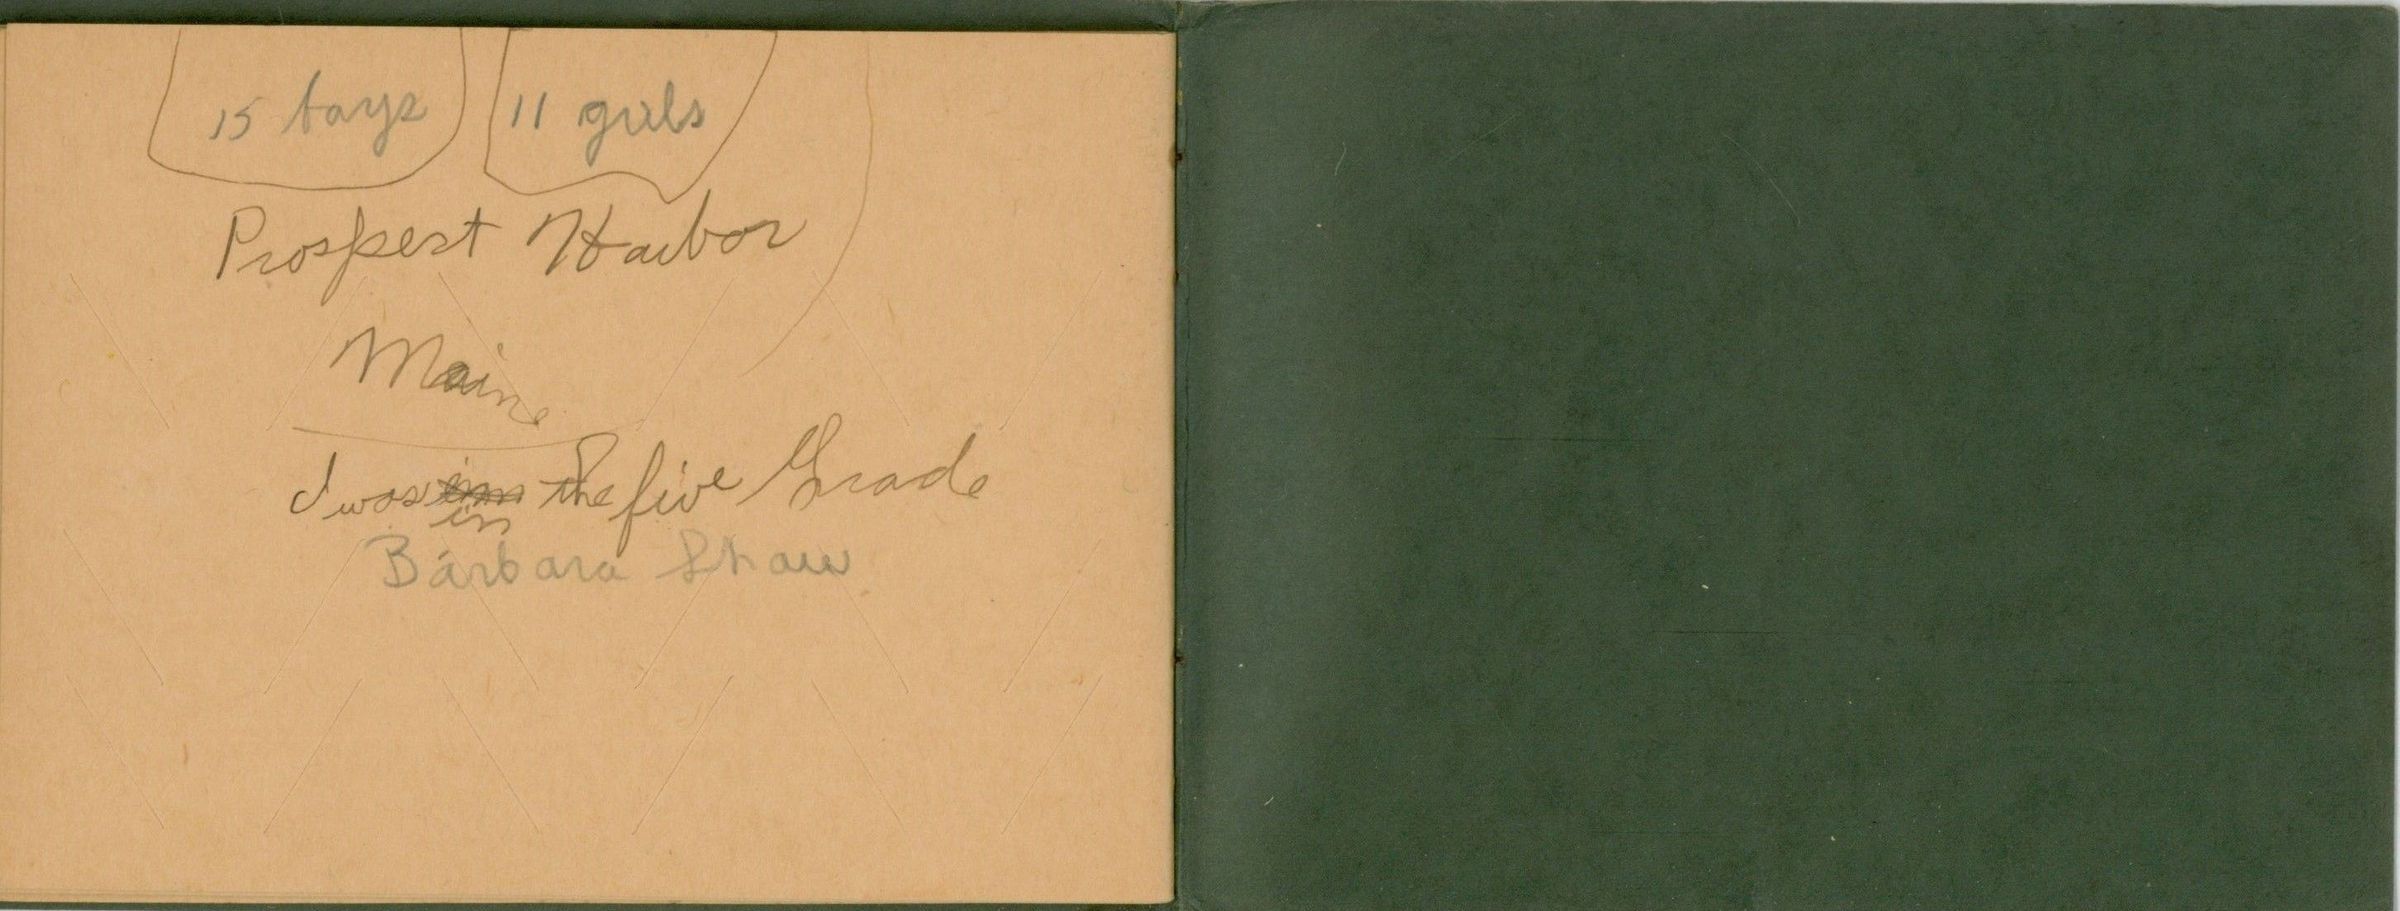 15 boys 11 girls
Prospect Harbor
Maine
I was in the five Grade
Barbara Shaw